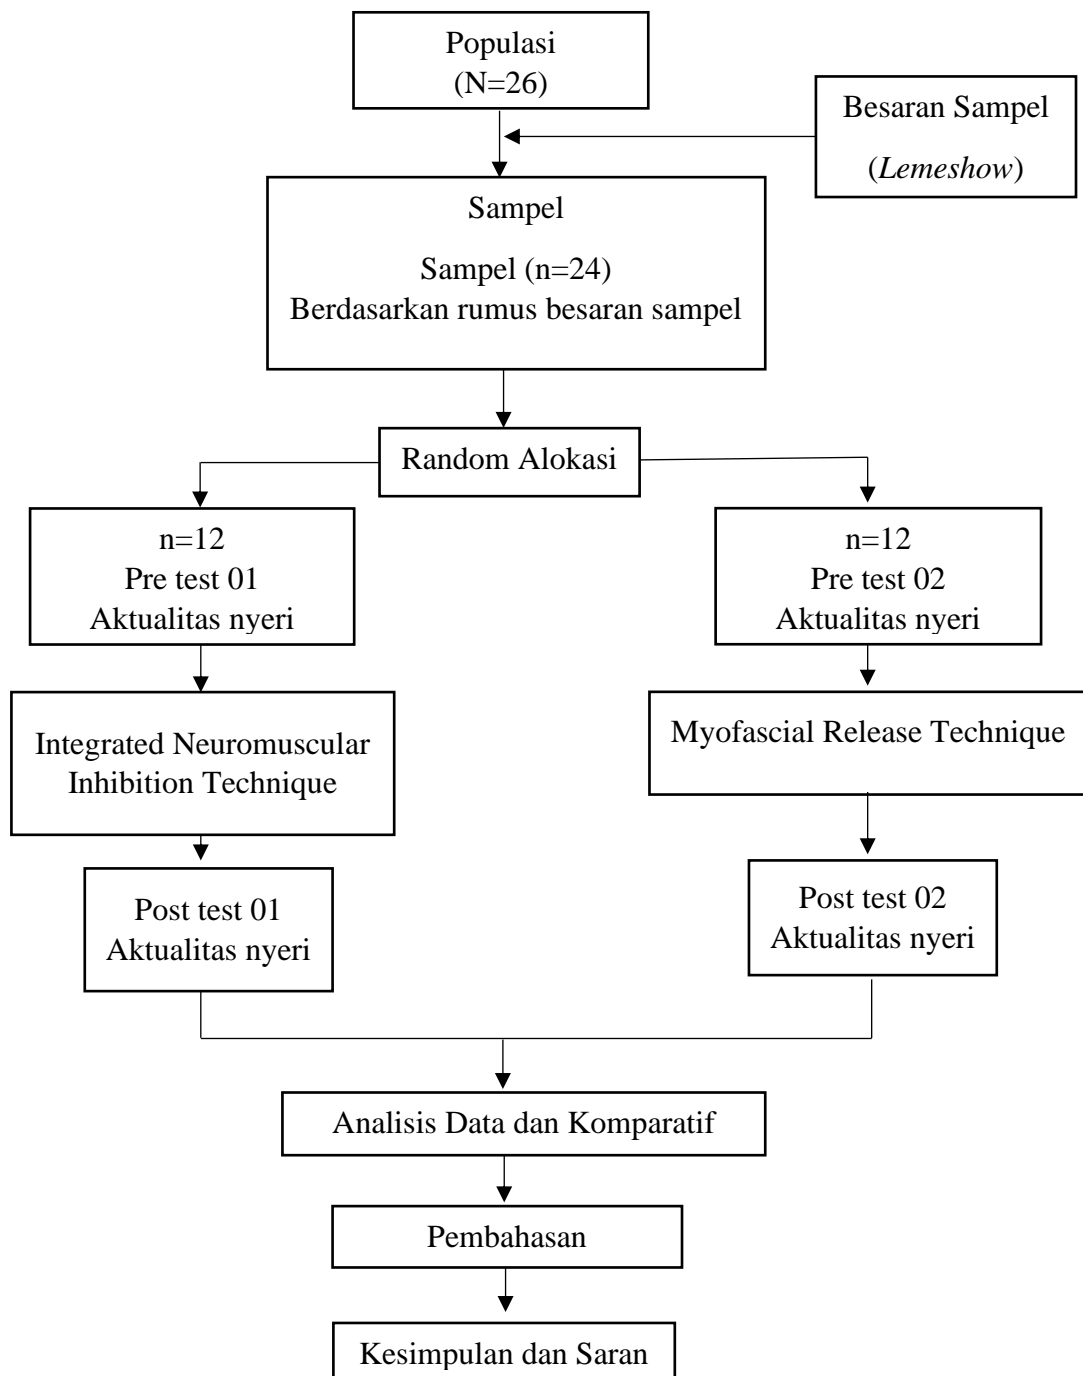 Populasi
(N=26)
Besaran Sampel
(Lemeshow)
Sampel
Sampel (n=24)
Berdasarkan rumus besaran sampel
Random Alokasi
n=12
Pre test 01
Aktualitas nyeri
n=12
Pre test 02
Aktualitas nyeri
Integrated Neuromuscular
Inhibition Technique
Myofascial Release Technique
Post test 01
Aktualitas nyeri
Post test 02
Aktualitas nyeri
Analisis Data dan Komparatif
Pembahasan
Kesimpulan dan Saran